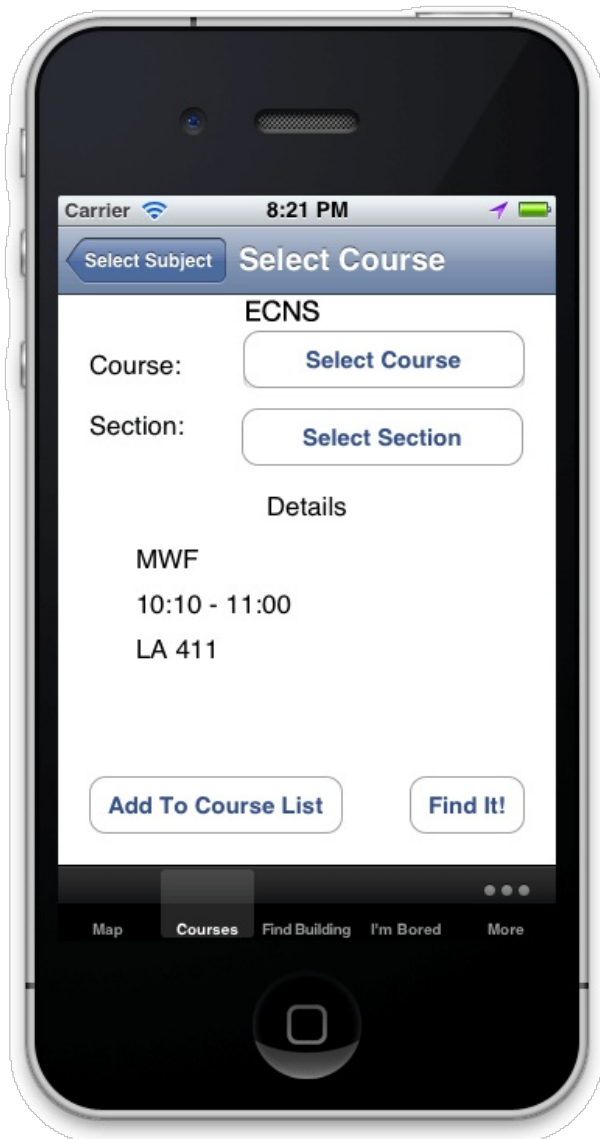 Carrier 8:21 PM
Select Subject Select Course
ECNS
Course: Select Course
Section: Select Section
Details
MWF
10:10 - 11:00
LA 411
Add To Course List Find It!
Map Courses Find Building I'm Bored More